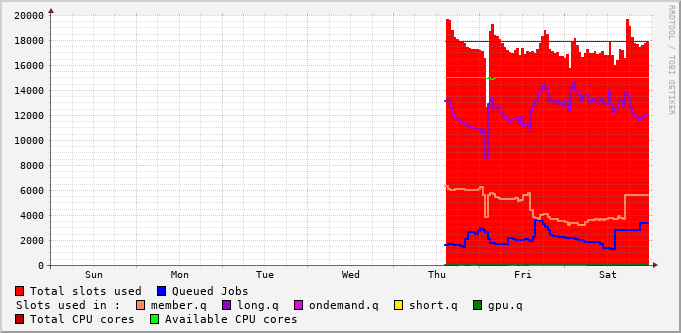 RRDTOOL / TOBI OETIKER
20000
18000
16000
14000
12000
10000
8000
6000
4000
2000
0
Sun Mon Tue Wed Thu Fri Sat
Total slots used Queued Jobs
Slots used in : member.q long.q ondemand.q short.q gpu.q
Total CPU cores Available CPU cores